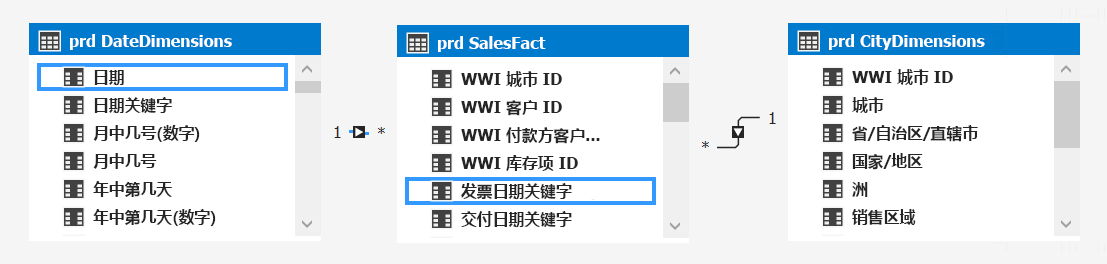 prd DateDimensions
日期
日期关键字
月中几号(数字)
月中几号
年中第几天
年中第几天(数字)
1
*
prd SalesFact
WWI 城市 ID
WWI 客户 ID
WWI 付款方客户...
WWI 库存项 ID
发票日期关键字
交付日期关键字
*
1
prd CityDimensions
WWI 城市 ID
城市
省/自治区/直辖市
国家/地区
洲
销售区域